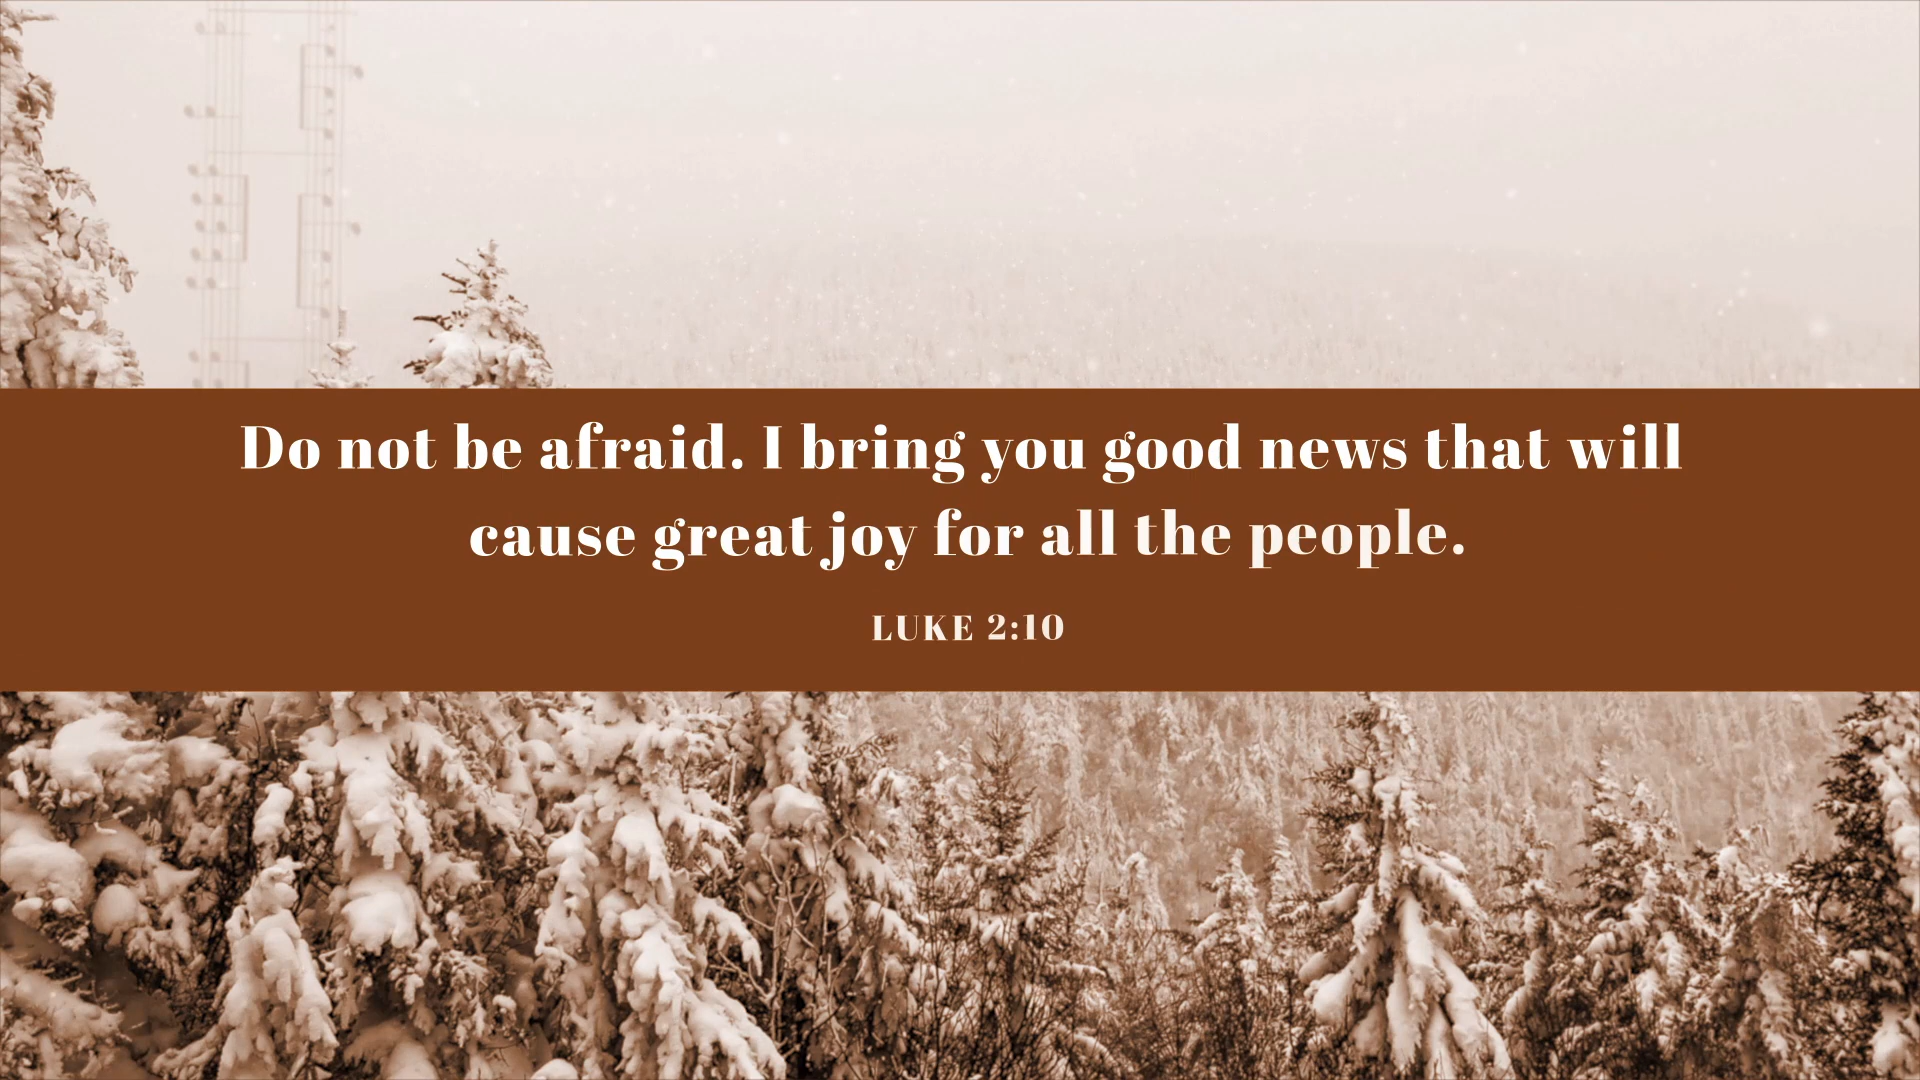 Do not be afraid. I bring you good news that will
cause great joy for all the people.
LUKE 2:10